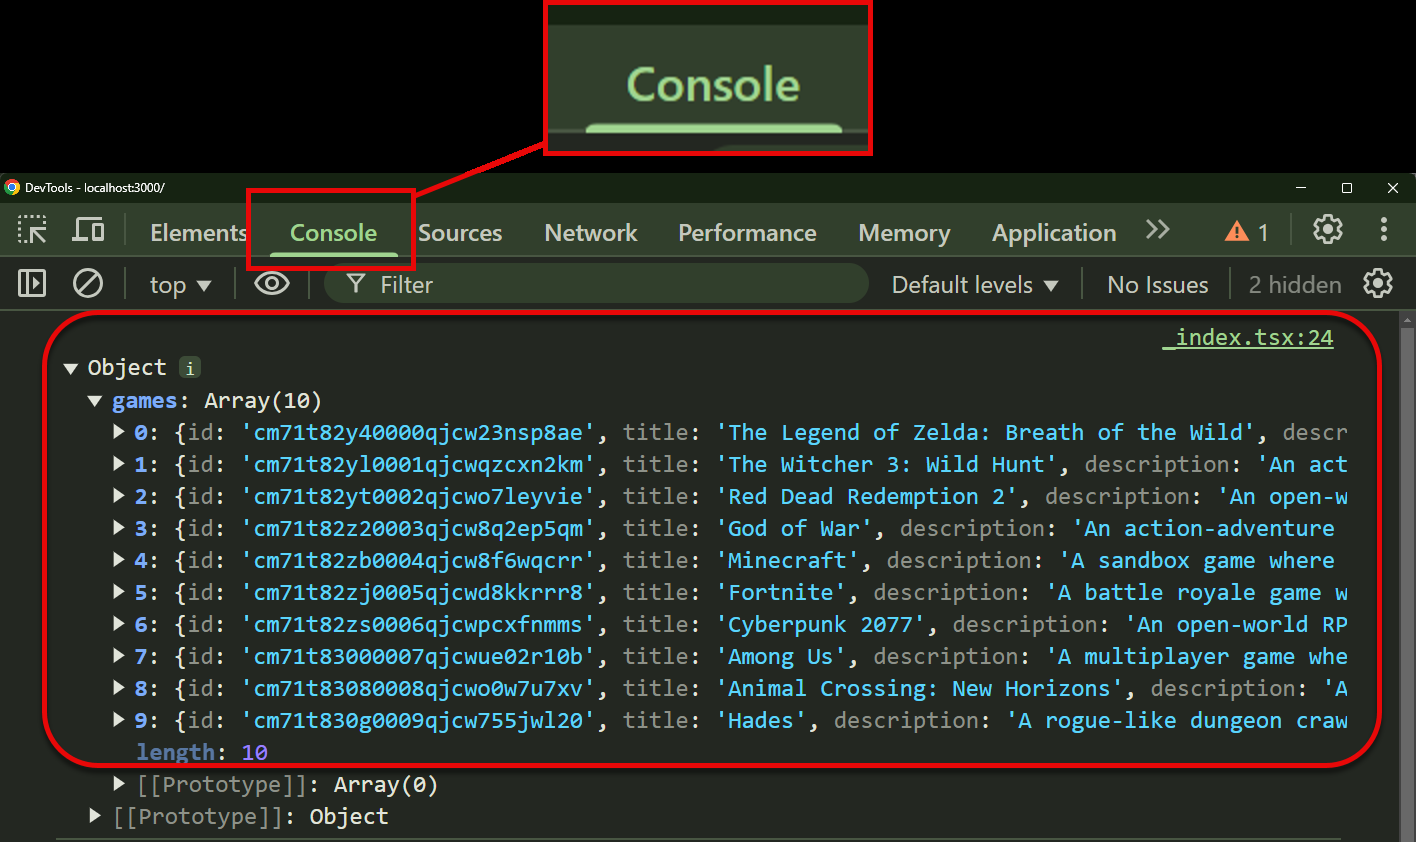 Console
DevTools - localhost:3000/
Elements Console Sources Network Performance Memory Application 1
top Filter Default levels No Issues 2 hidden
_index.tsx:24
Object i
games: Array(10)
0: {id: 'cm71t82y40000qjcw23nsp8ae', title: 'The Legend of Zelda: Breath of the Wild', descr
1: {id: 'cm71t82yl0001qjcwqzcxn2km', title: 'The Witcher 3: Wild Hunt', description: 'An act
2: {id: 'cm71t82yt0002qjcwo7leyvie', title: 'Red Dead Redemption 2', description: 'An open-w
3: {id: 'cm71t82z20003qjcw8q2ep5qm', title: 'God of War', description: 'An action-adventure
4: {id: 'cm71t82zb0004qjcw8f6wqcrr', title: 'Minecraft', description: 'A sandbox game where
5: {id: 'cm71t82zj0005qjcwd8kkrrr8', title: 'Fortnite', description: 'A battle royale game w
6: {id: 'cm71t82zs0006qjcwpcxfnmms', title: 'Cyberpunk 2077', description: 'An open-world RP
7: {id: 'cm71t83000007qjcwue02r10b', title: 'Among Us', description: 'A multiplayer game whe
8: {id: 'cm71t83080008qjcwo0w7u7xv', title: 'Animal Crossing: New Horizons', description: 'A
9: {id: 'cm71t830g0009qjcw755jwl20', title: 'Hades', description: 'A rogue-like dungeon craw
length: 10
[[Prototype]]: Array(0)
[[Prototype]]: Object